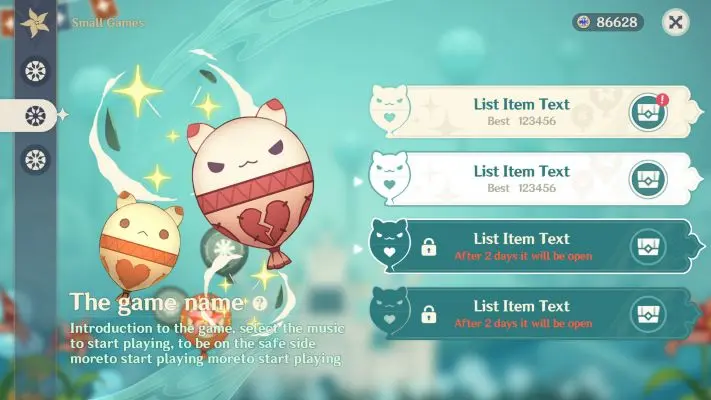 Small Games
86628
List Item Text
Best 123456
!
List Item Text
Best 123456
List Item Text
After 2 days it will be open
List Item Text
After 2 days it will be open
The game name ?
Introduction to the game, select the music
to start playing, to be on the safe side
moreto start playing moreto start playing